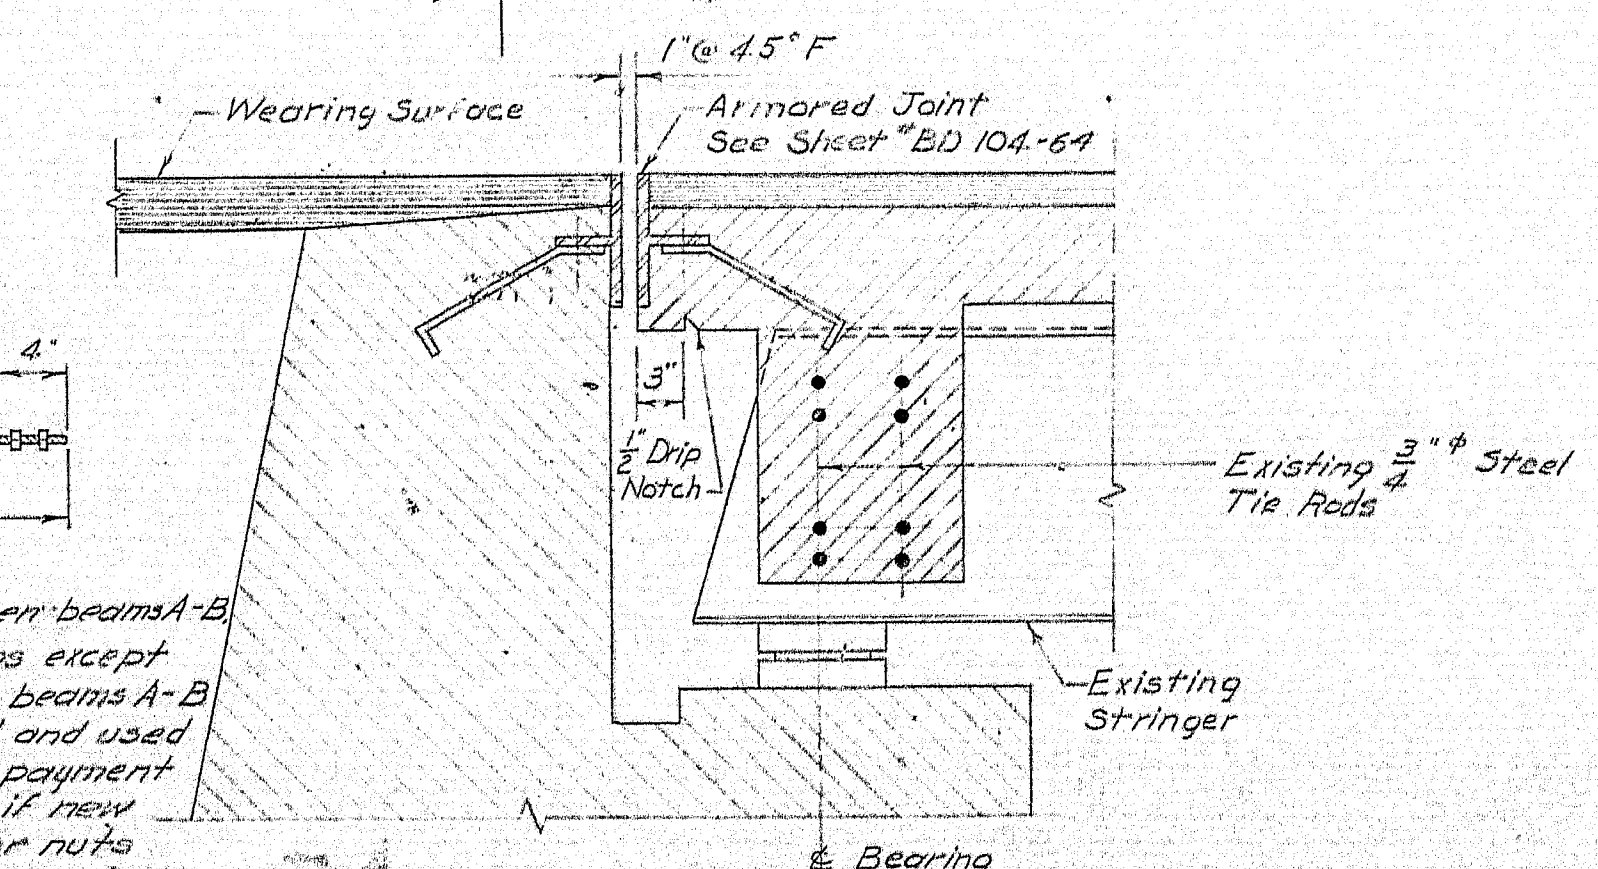 1" @ 45° F
Wearing Surface
Armored Joint
See Sheet #BD 104-64
4"
3"
1/2" Drip
Notch
Existing 3/4" ϕ Steel
Tie Rods
beams A-B,
except
beams A-B
and used
payment
if new
nuts
Existing
Stringer
℄ Bearing